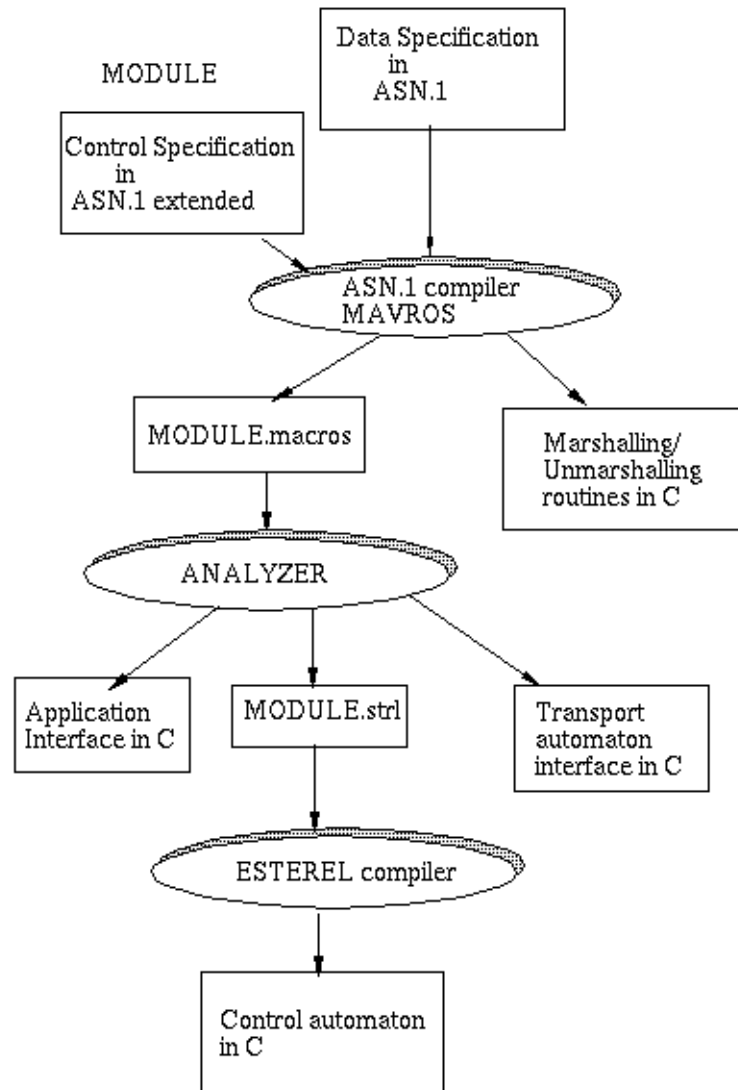 Data Specification
in
ASN.1
MODULE
Control Specification
in
ASN.1 extended
ASN.1 compiler
MAVROS
MODULE.macros
Marshalling/
Unmarshalling
routines in C
ANALYZER
Application
Interface in C
MODULE.strl
Transport
automaton
interface in C
ESTEREL compiler
Control automaton
in C